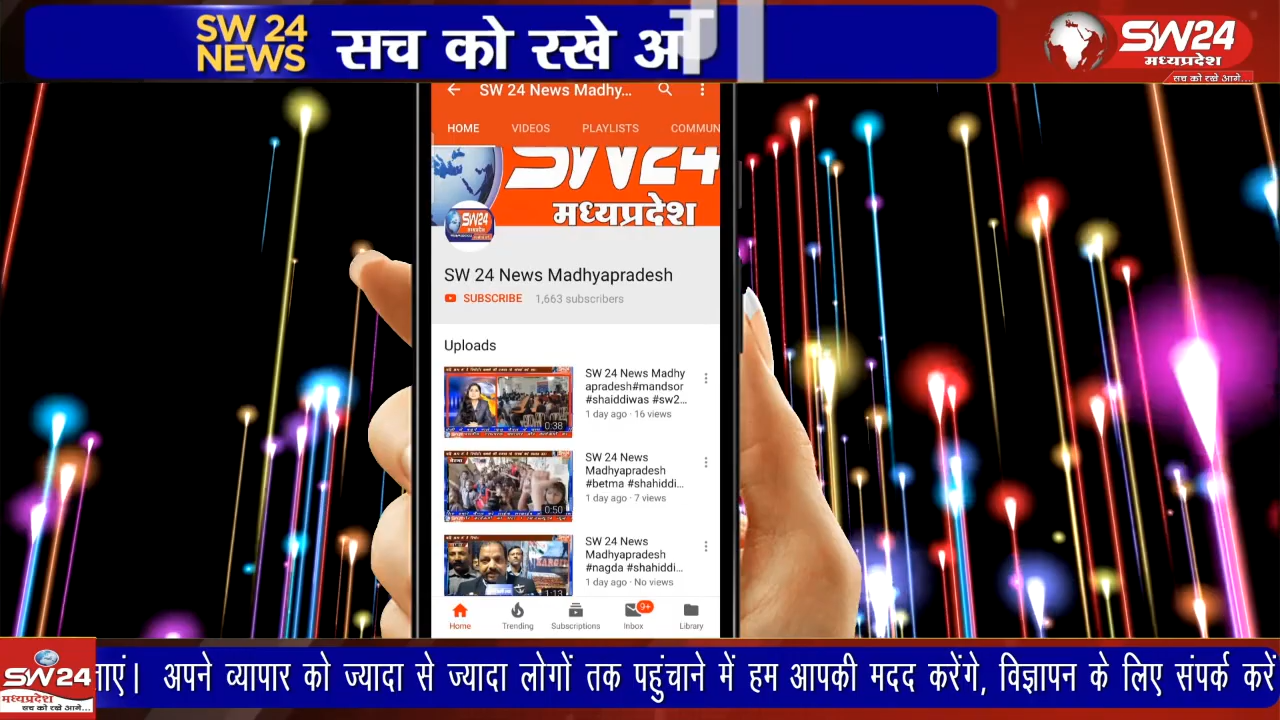 SW 24
NEWS
सच को रखे
SW24
मध्यप्रदेश
सच को रखे आगे...
SW 24 News Madhy...
HOME VIDEOS PLAYLISTS COMMUN
SW24
मध्यप्रदेश
SW24
SW 24 News Madhyapradesh
SUBSCRIBE 1,663 subscribers
Uploads
SW 24 News Madhy
apradesh#mandsor
#shaiddiwas #sw2...
1 day ago · 16 views
0:38
SW 24 News
Madhyapradesh
#betma #shahiddi...
1 day ago · 7 views
0:50
SW 24 News
Madhyapradesh
#nagda #shahiddi...
1 day ago · No views
1:13
9+
Home Trending Subscriptions Inbox Library
SW24
मध्यप्रदेश
सच को रखे आगे...
नाएं। अपने व्यापार को ज्यादा से ज्यादा लोगों तक पहुंचाने में हम आपकी मदद करेंगे, विज्ञापन के लिए संपर्क करें